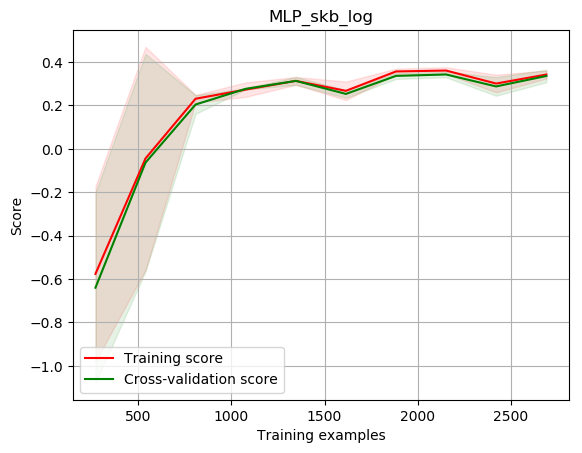 MLP_skb_log
Score
0.4
0.2
0.0
−0.2
−0.4
−0.6
−0.8
−1.0
Training score
Cross-validation score
500
1000
1500
2000
2500
Training examples